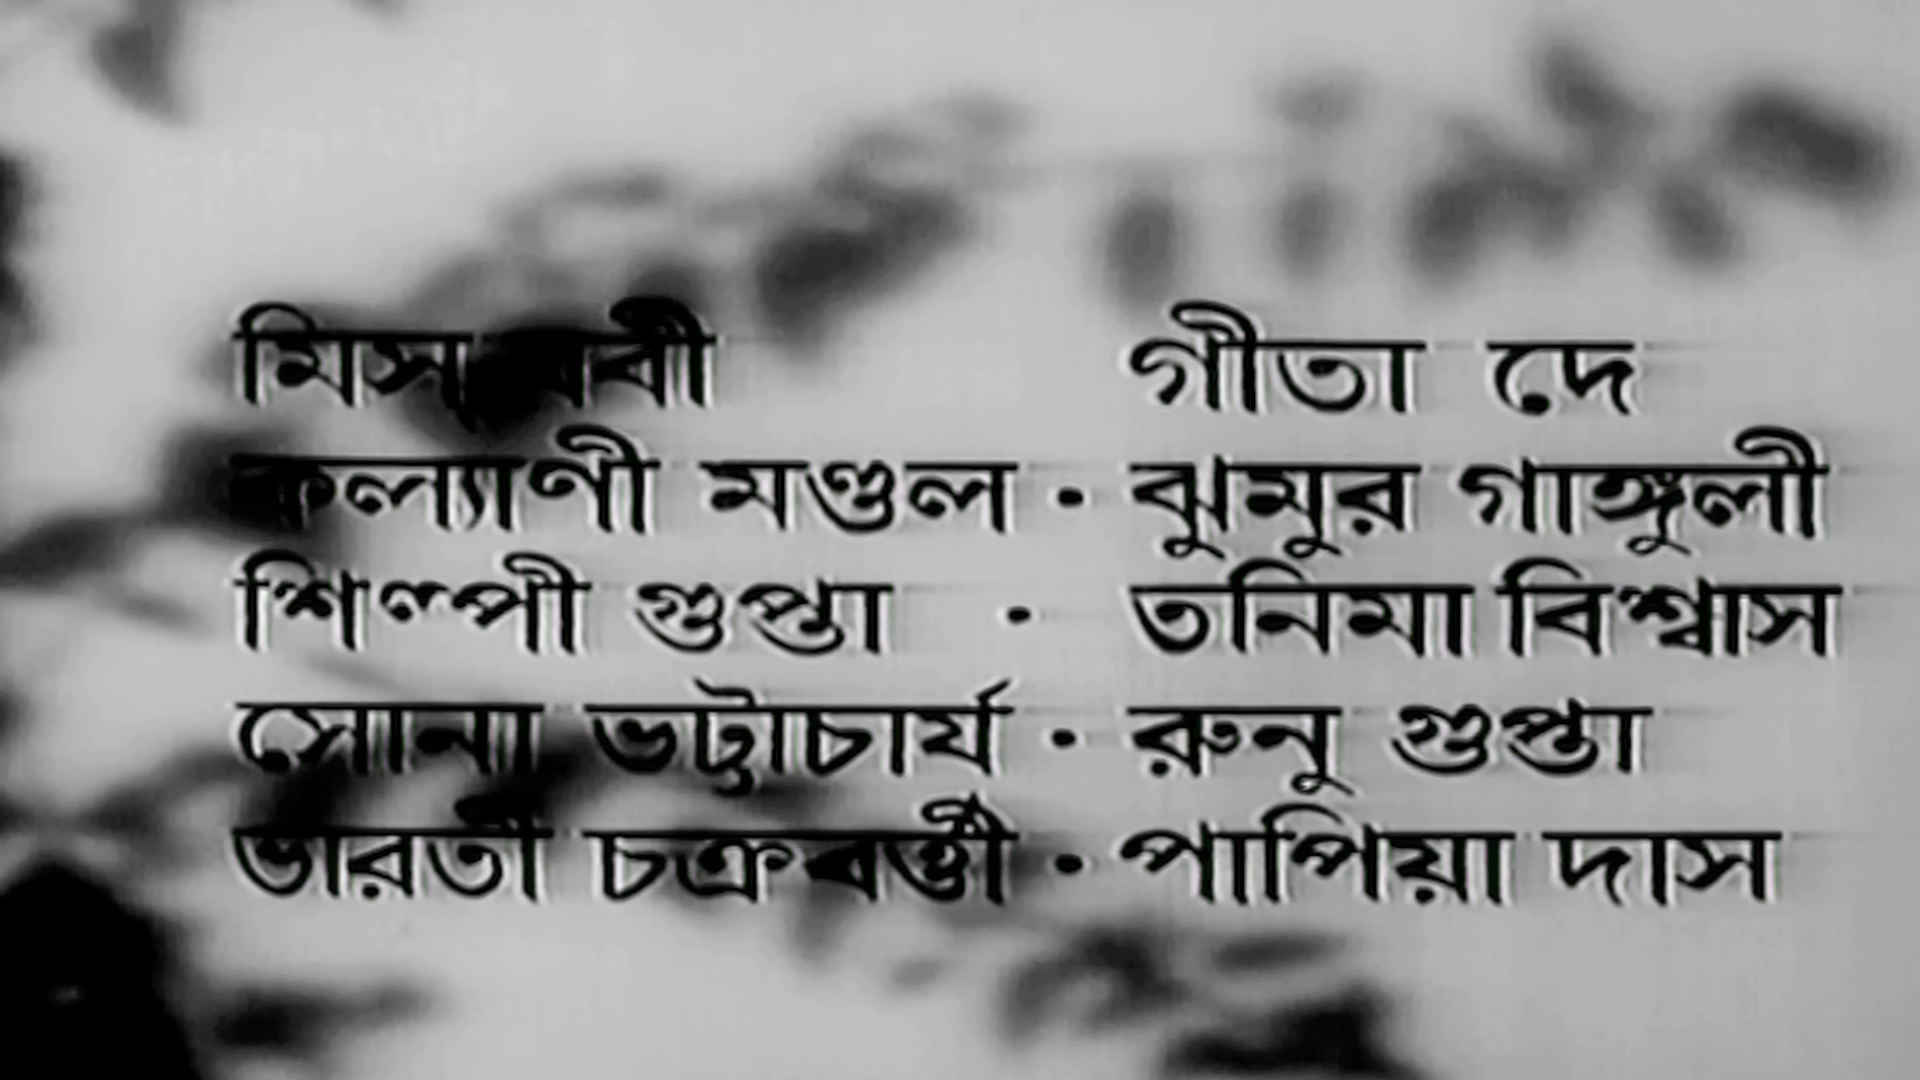 মিস্ গীতা দে
কল্যাণী মণ্ডল · ঝুমুর গাঙ্গুলী
শিল্পী গুপ্তা · তনিমা বিশ্বাস
সোনা ভট্টাচার্য · রুনু গুপ্তা
ভারতী চক্রবর্ত্তী · পাপিয়া দাস